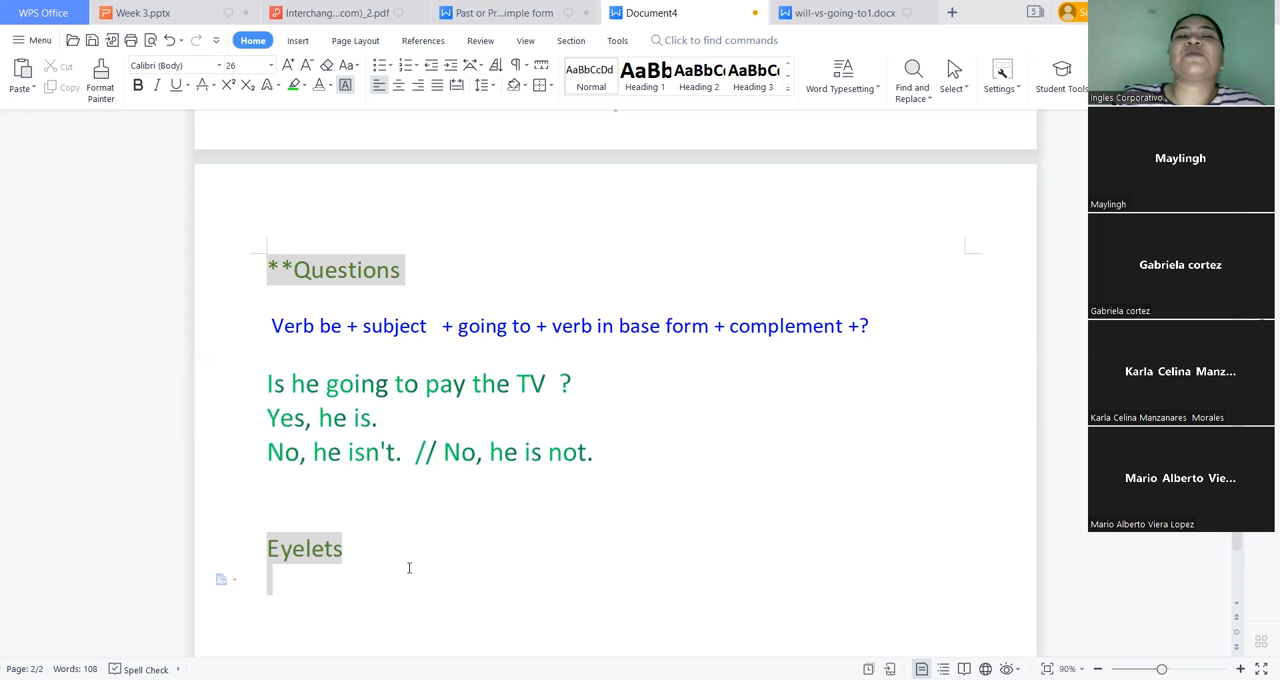 WPS Office
Week 3.pptx
Interchang...com)_2.pdf
Past or Pr...imple form
Document4
will-vs-going-to1.docx
Menu
Home
Insert
Page Layout
References
Review
View
Section
Tools
Click to find commands
Paste
Cut
Copy
Format Painter
Calibri (Body)
26
AaBbCcDd
Normal
Heading 1
Heading 2
Heading 3
Word Typesetting
Find and Replace
Select
Settings
Student Tools
**Questions
Verb be + subject + going to + verb in base form + complement +?
Is he going to pay the TV ?
Yes, he is.
No, he isn't. // No, he is not.
Eyelets
Ingles Corporativo
Maylingh
Maylingh
Gabriela cortez
Gabriela cortez
Karla Celina Manz...
Karla Celina Manzanares Morales
Mario Alberto Vie...
Mario Alberto Viera Lopez
Page: 2/2 Words: 108 Spell Check
90%